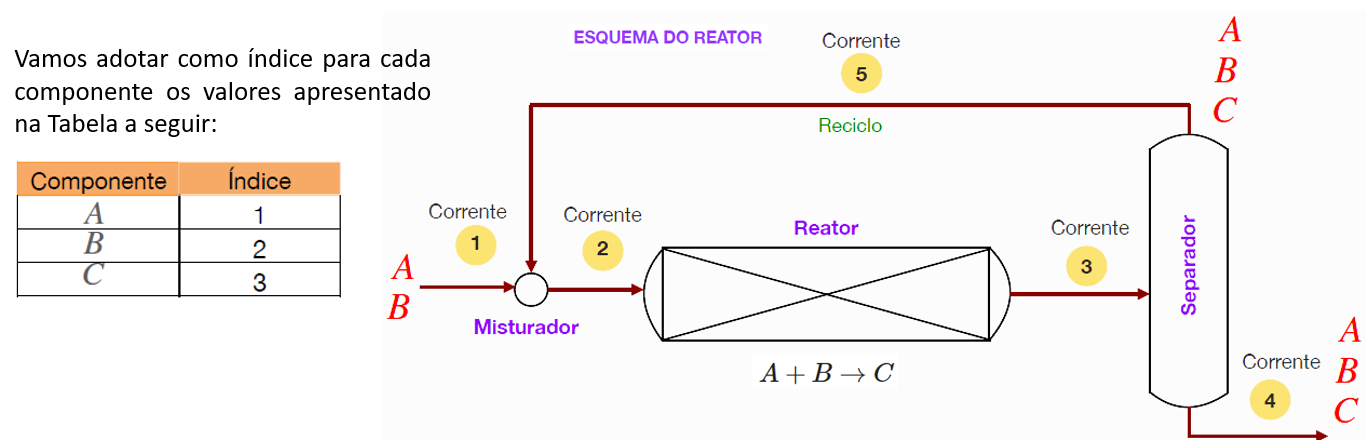 Vamos adotar como índice para cada
componente os valores apresentado
na Tabela a seguir:
Componente Índice
A 1
B 2
C 3
ESQUEMA DO REATOR
Corrente
5
Reciclo
A
B
C
Corrente
1
A
B
Misturador
Corrente
2
Reator
A + B → C
Corrente
3
Separador
Corrente
4
A
B
C